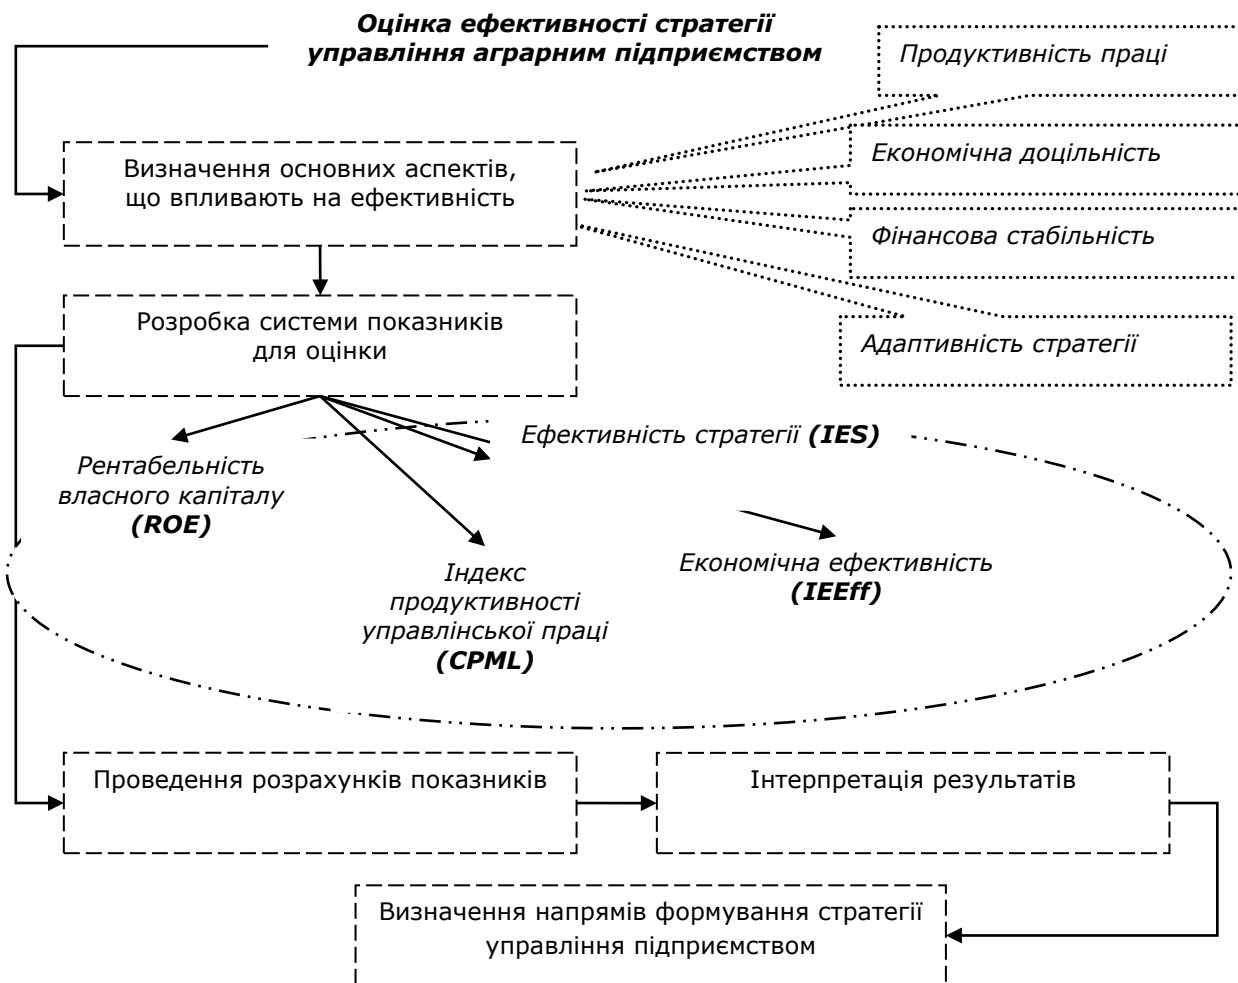 Оцінка ефективності стратегії
управління аграрним підприємством
Продуктивність праці
Визначення основних аспектів,
що впливають на ефективність
Економічна доцільність
Фінансова стабільність
Адаптивність стратегії
Розробка системи показників
для оцінки
Ефективність стратегії (IES)
Рентабельність
власного капіталу
(ROE)
Індекс
продуктивності
управлінської праці
(CPML)
Економічна ефективність
(IEEff)
Проведення розрахунків показників
Інтерпретація результатів
Визначення напрямів формування стратегії
управління підприємством